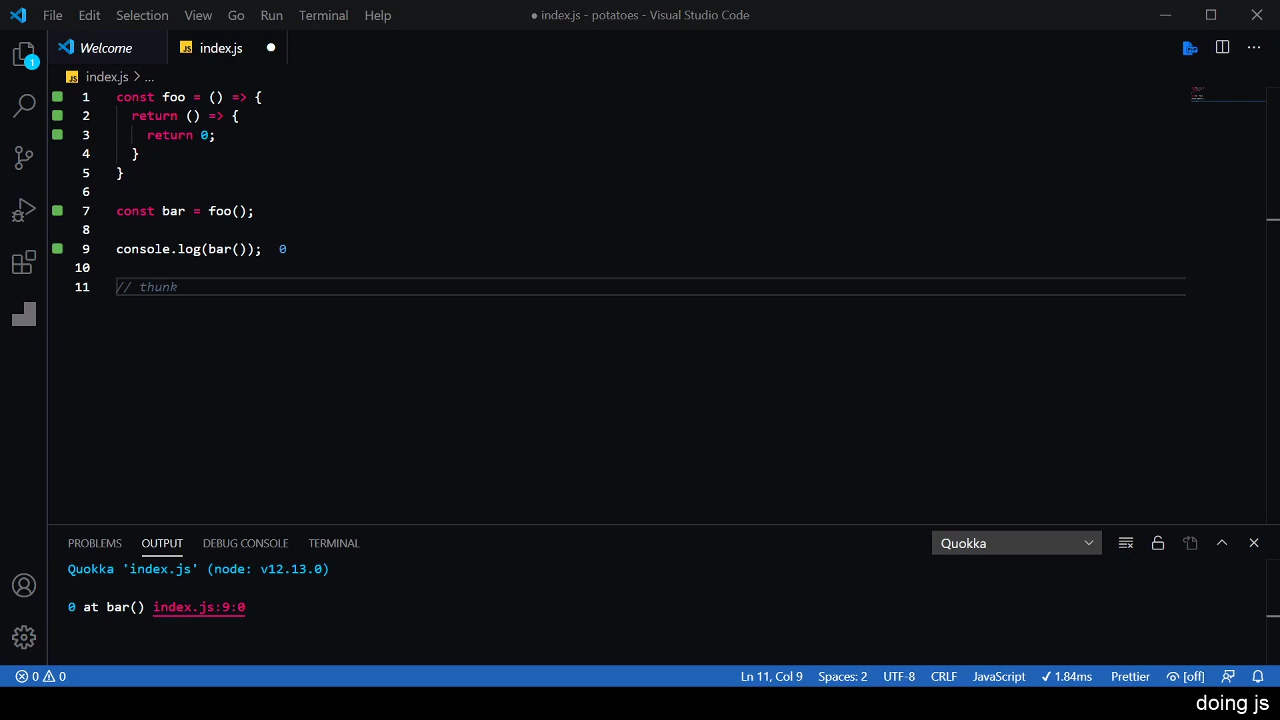 File Edit Selection View Go Run Terminal Help ● index.js - potatoes - Visual Studio Code
Welcome JS index.js ●
1
JS index.js > ...
1 const foo = () => {
2 return () => {
3 return 0;
4 }
5 }
6
7 const bar = foo();
8
9 console.log(bar()); 0
10
11 // thunk
PROBLEMS OUTPUT DEBUG CONSOLE TERMINAL Quokka
Quokka 'index.js' (node: v12.13.0)
0 at bar() index.js:9:0
0 0 Ln 11, Col 9 Spaces: 2 UTF-8 CRLF JavaScript ✓ 1.84ms Prettier [off]
doing js